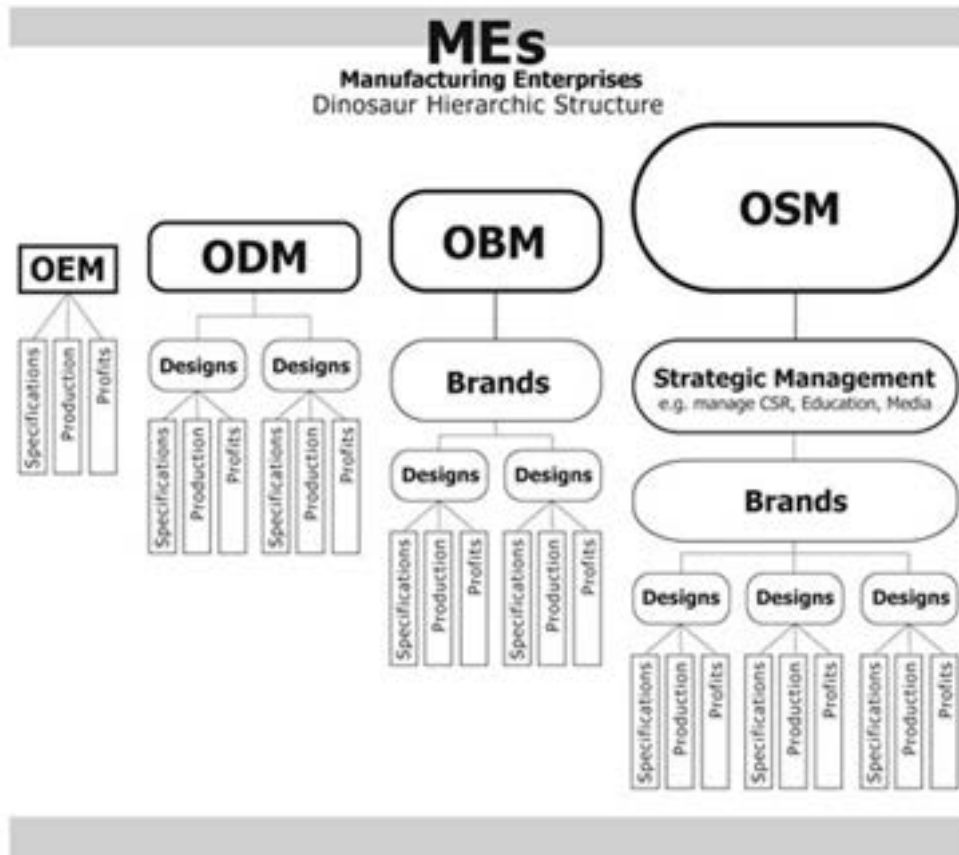 MEs
Manufacturing Enterprises
Dinosaur Hierarchic Structure
OEM
Specifications
Production
Profits
ODM
Designs
Specifications
Production
Profits
Designs
Specifications
Production
Profits
OBM
Brands
Designs
Specifications
Production
Profits
Designs
Specifications
Production
Profits
OSM
Strategic Management
e.g. manage CSR, Education, Media
Brands
Designs
Specifications
Production
Profits
Designs
Specifications
Production
Profits
Designs
Specifications
Production
Profits